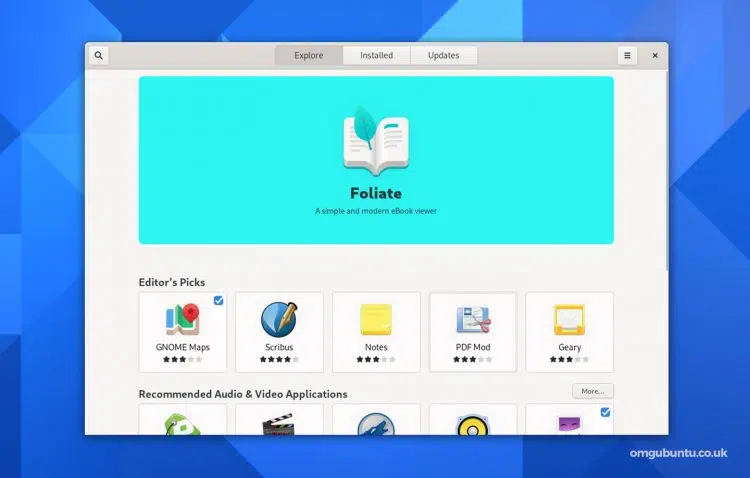 Explore Installed Updates
Foliate
A simple and modern eBook viewer
Editor's Picks
GNOME Maps Scribus Notes PDF Mod Geary
Recommended Audio & Video Applications More...
omgubuntu.co.uk